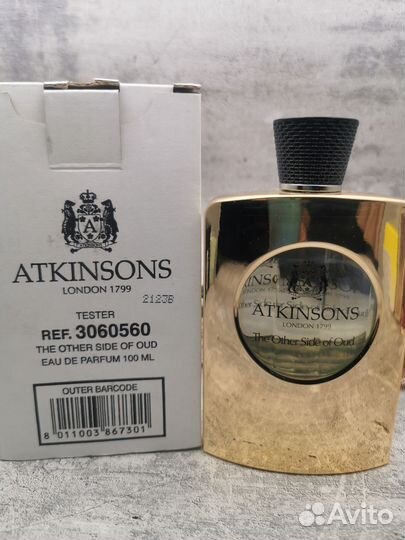 A
ATKINSONS
LONDON 1799
2123B
TESTER
REF. 3060560
THE OTHER SIDE OF OUD
EAU DE PARFUM 100 ML
OUTER BARCODE
8 011003 867301
ATKINSONS
LONDON 1799
The Other Side of Oud
Avito